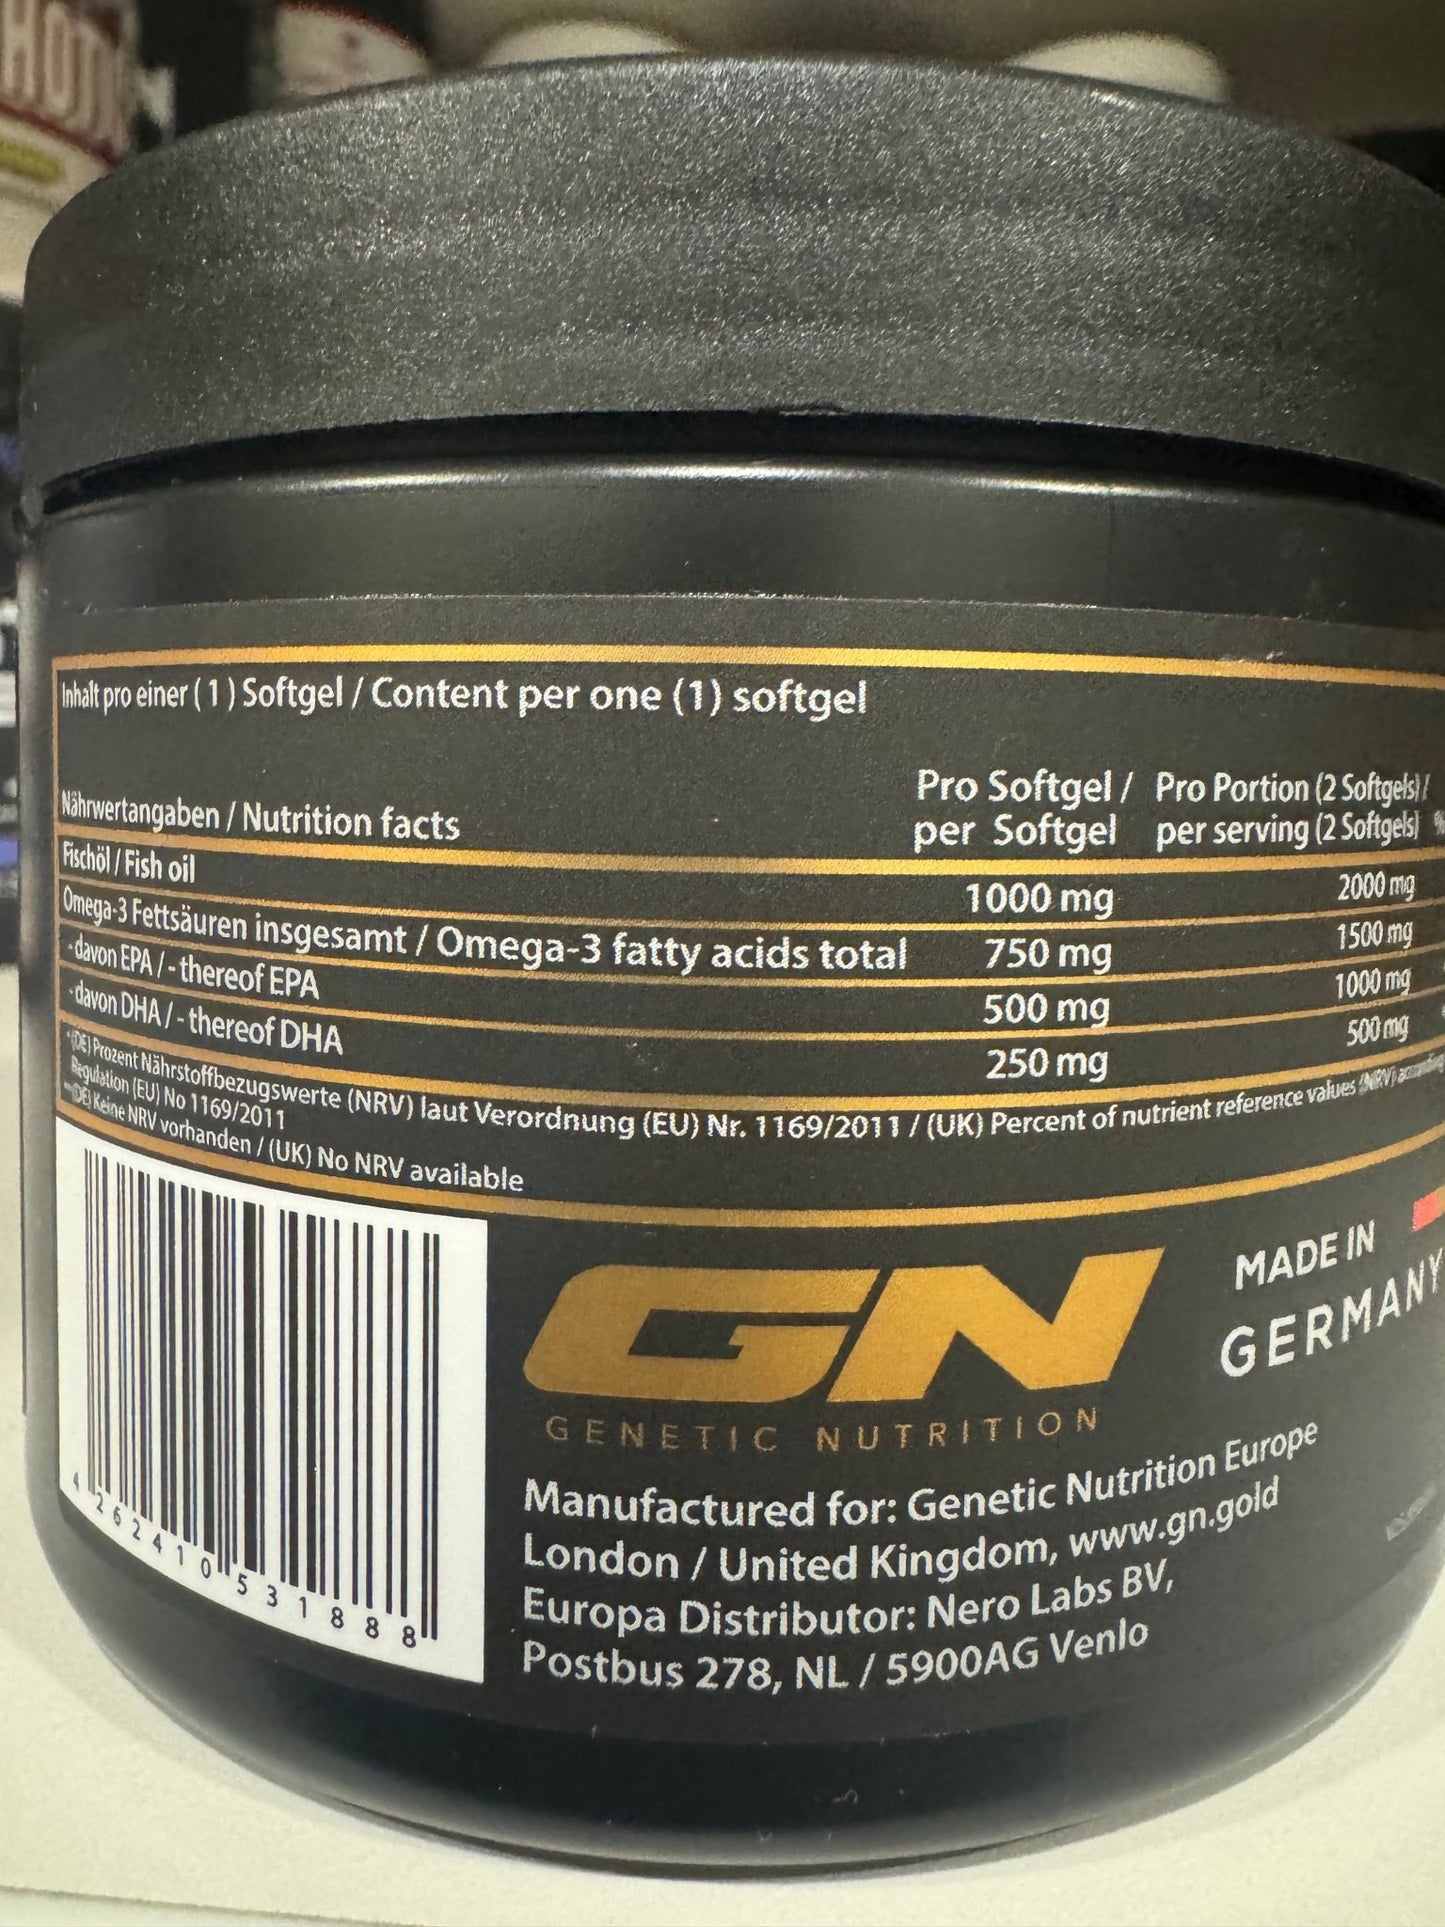 Inhalt pro einer ( 1 ) Softgel / Content per one (1) softgel
Nährwertangaben / Nutrition facts
Pro Softgel /
per Softgel
Pro Portion (2 Softgels) /
per serving (2 Softgels)
%
Fischöl / Fish oil 1000 mg 2000 mg
Omega-3 Fettsäuren insgesamt / Omega-3 fatty acids total 750 mg 1500 mg
- davon EPA / - thereof EPA 500 mg 1000 mg
- davon DHA / - thereof DHA 250 mg 500 mg
*(DE) Prozent Nährstoffbezugswerte (NRV) laut Verordnung (EU) Nr. 1169/2011 / (UK) Percent of nutrient reference values (NRV) according
Regulation (EU) No 1169/2011
**(DE) Keine NRV vorhanden / (UK) No NRV available
4 262410 531888
GN
GENETIC NUTRITION
MADE IN
GERMANY
Manufactured for: Genetic Nutrition Europe
London / United Kingdom, www.gn.gold
Europa Distributor: Nero Labs BV,
Postbus 278, NL / 5900AG Venlo